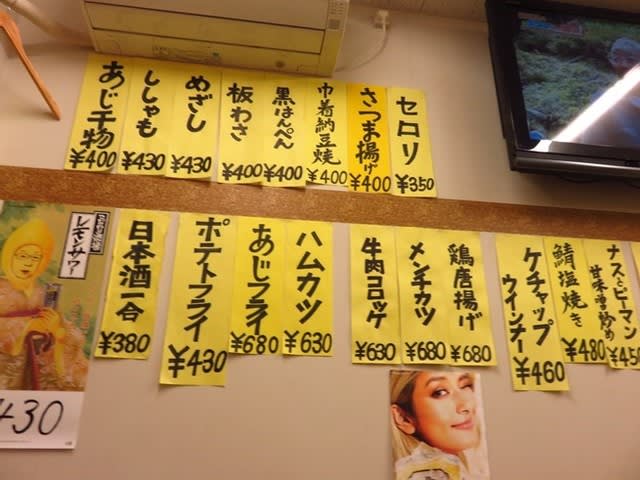 あじ干物
¥400
ししゃも
¥430
めざし
¥430
板わさ
¥400
黒はんぺん
¥400
巾着納豆焼
¥400
さつま揚げ
¥400
セロリ
¥350
レモンサワー
430
日本酒一合
¥380
ポテトフライ
¥430
あじフライ
¥680
ハムカツ
¥630
牛肉コロッケ
¥630
メンチカツ
¥680
鶏唐揚げ
¥680
ケチャップ
ウインナー
¥460
鯖塩焼き
¥480
ナスとピーマン
甘味噌炒め
¥450